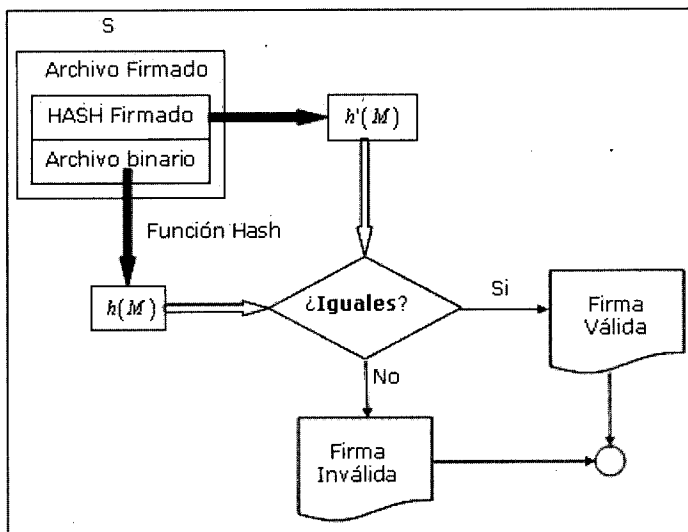 S
Archivo Firmado
HASH Firmado
h'(M)
Archivo binario
Función Hash
h(M)
¿Iguales?
Si
Firma
Válida
No
Firma
Inválida